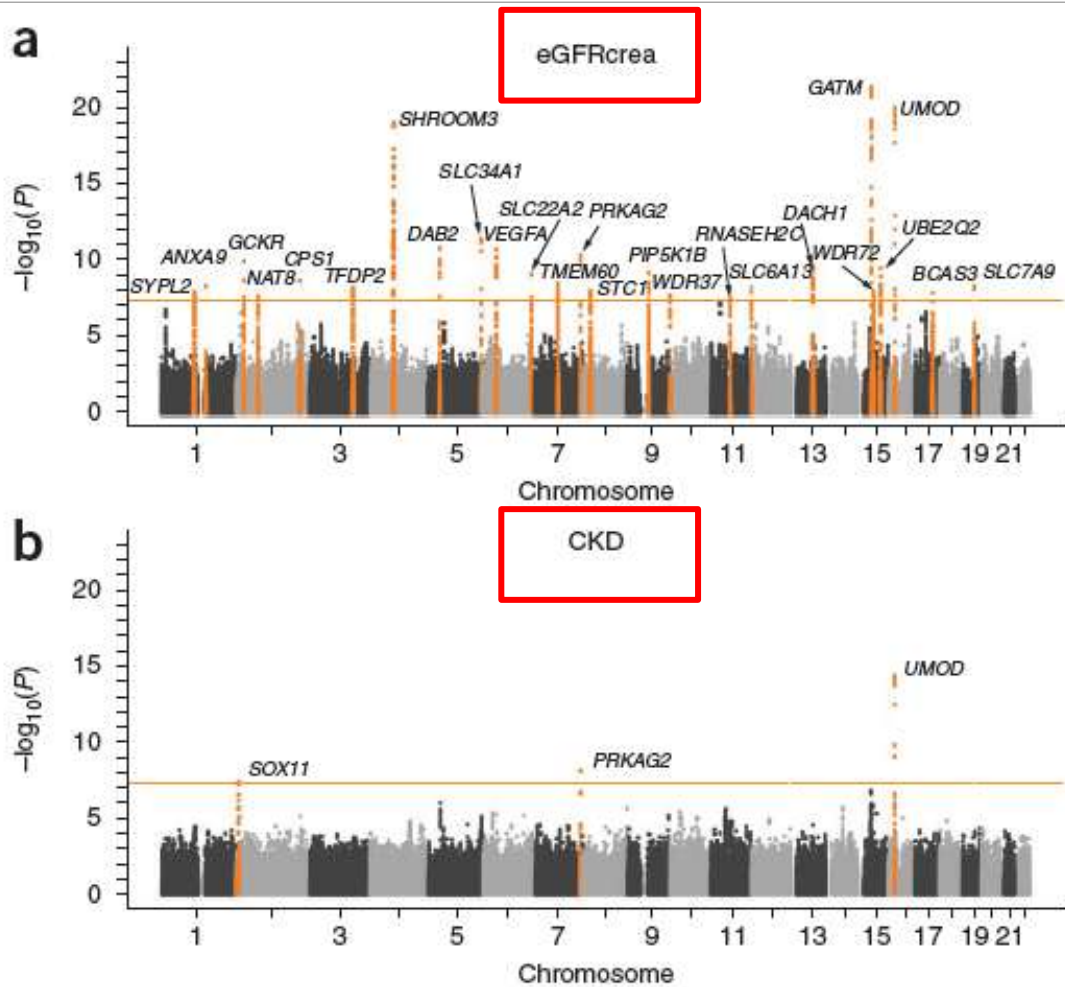 a
eGFRcrea
GATM
UMOD
SHROOM3
SLC34A1
SLC22A2
PRKAG2
DACH1
DAB2
VEGFA
RNASEH2C
UBE2Q2
ANXA9
GCKR
CPS1
PIP5K1B
WDR72
NAT8
TFDP2
TMEM60
SLC6A13
BCAS3
SLC7A9
SYPL2
STC1
WDR37
–log10(P)
20
15
10
5
0
1 3 5 7 9 11 13 15 17 19 21
Chromosome
b
CKD
UMOD
PRKAG2
SOX11
–log10(P)
20
15
10
5
0
1 3 5 7 9 11 13 15 17 19 21
Chromosome